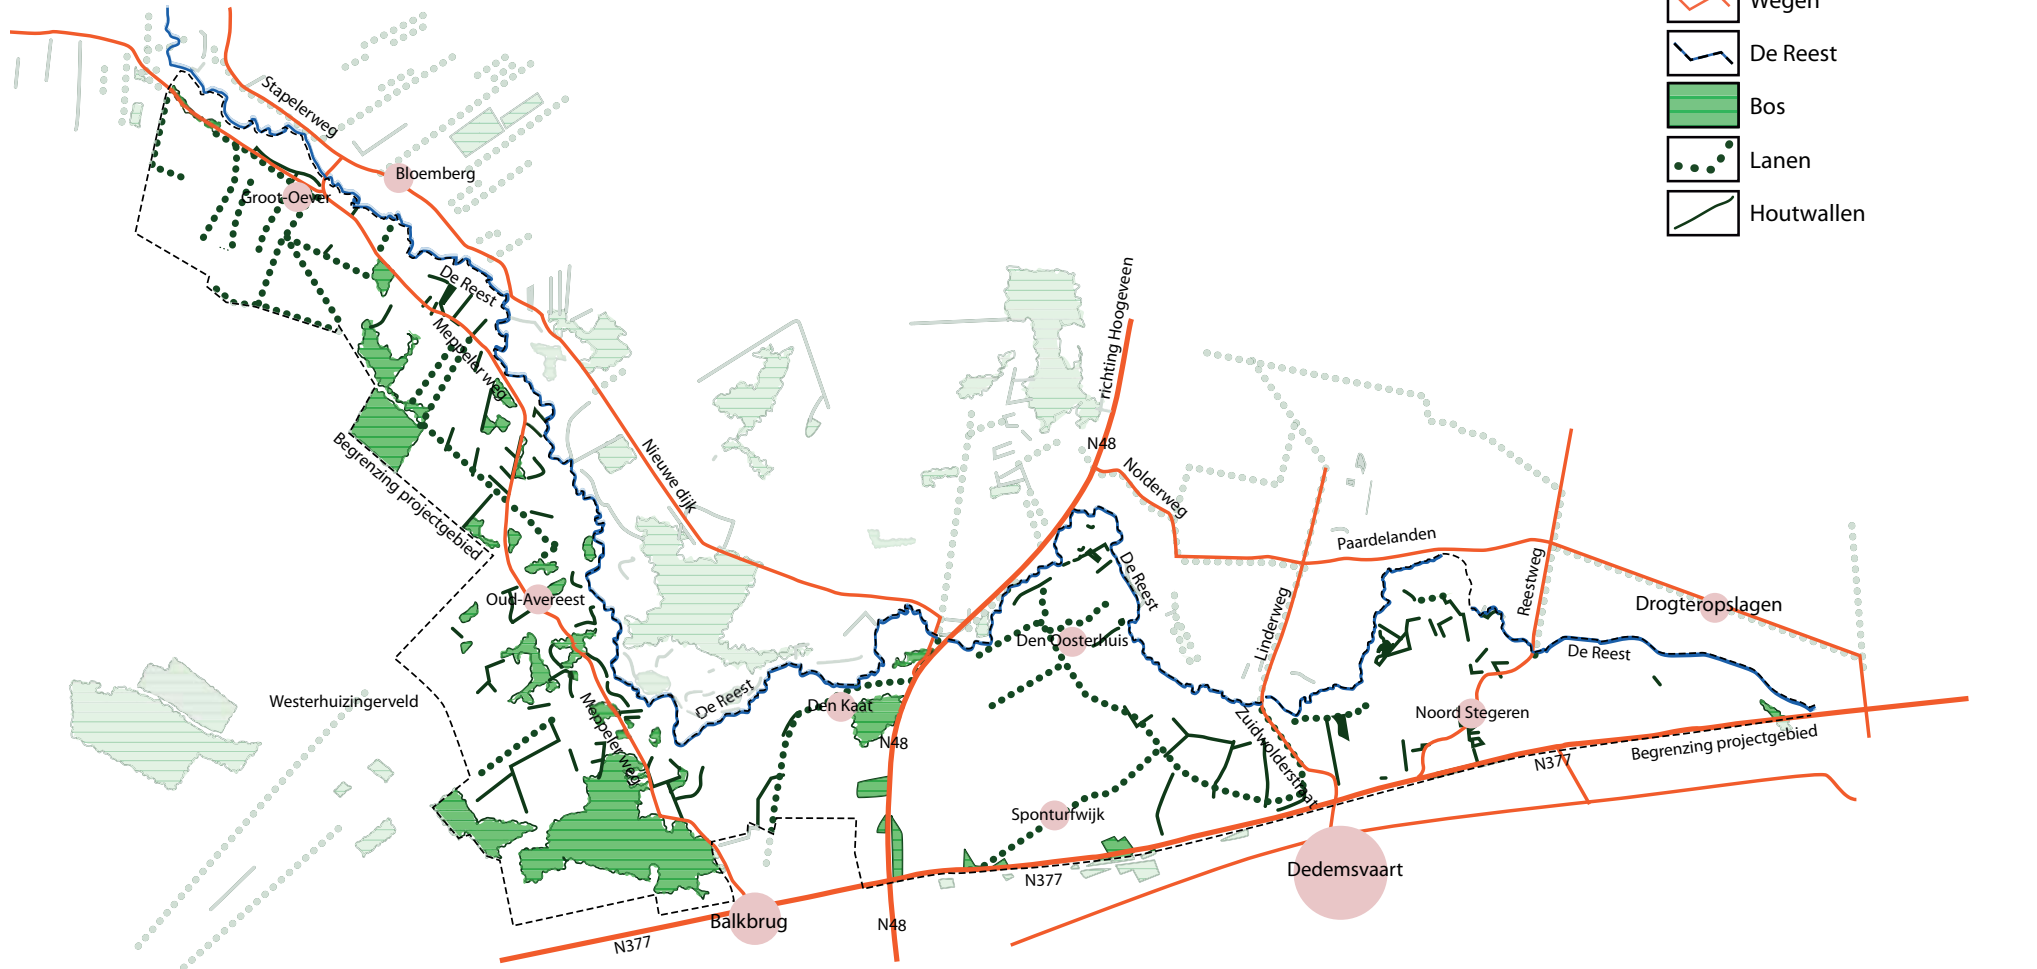 Wegen
De Reest
Bos
Lanen
Houtwallen
Stapelerweg
Bloemberg
Groot-Oever
De Reest
Meppeler weg
Begrenzing projectgebied
Nieuwe dijk
richting Hoogeveen
N48
Nolderweg
Paardelanden
Reestweg
Drogteropslagen
De Reest
Linderweg
De Reest
Den Oosterhuis
Oud-Avereest
Westerhuizingerveld
Meppelerweg
De Reest
Den Kaat
N48
Zuidwolderstraat
Noord Stegeren
N377
Begrenzing projectgebied
Sponturfwijk
Dedemsvaart
N377
Balkbrug
N48
N377